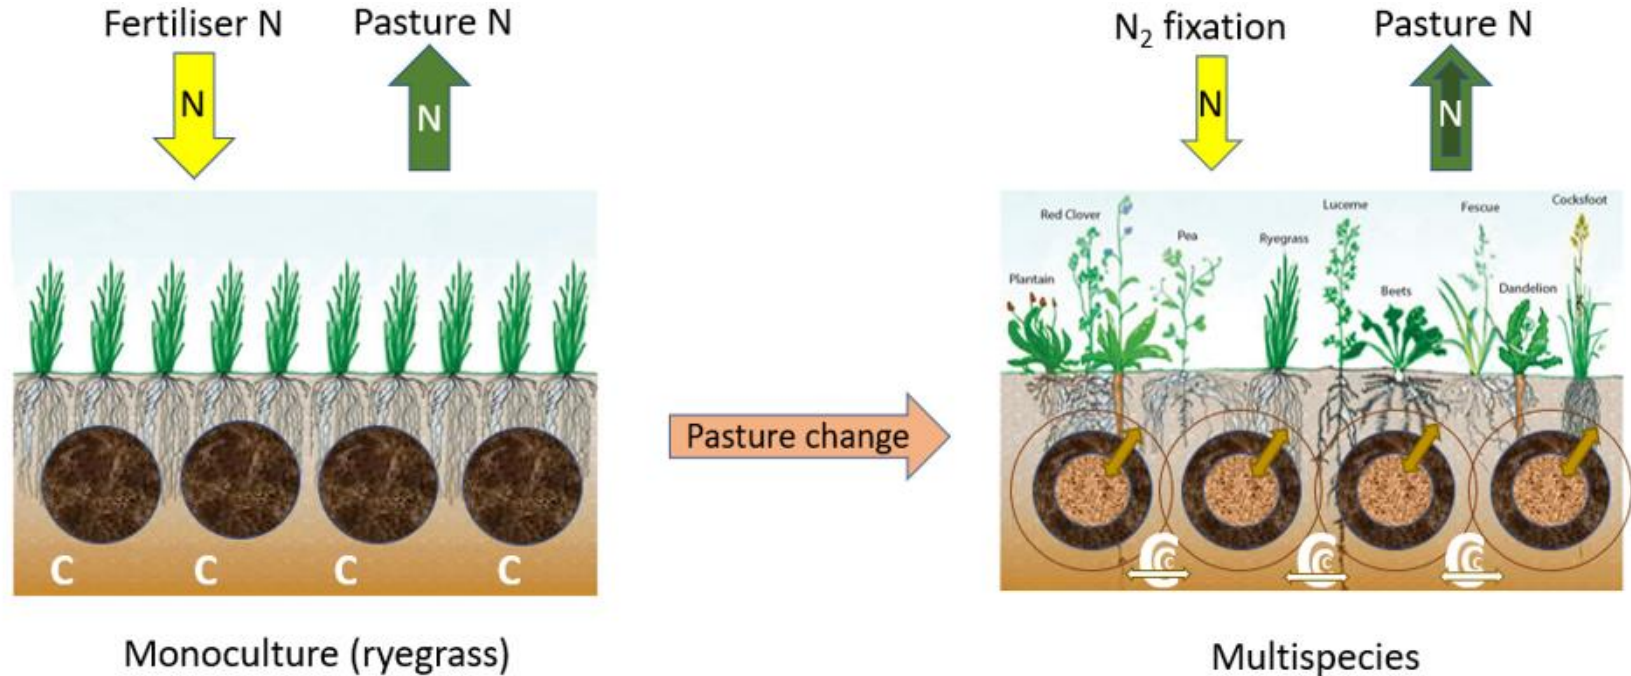 Fertiliser N
Pasture N
N
N
C
C
C
C
Monoculture (ryegrass)
Pasture change
N₂ fixation
Pasture N
N
N
Red Clover
Lucerne
Fescue
Cocksfoot
Pea
Ryegrass
Plantain
Beets
Dandelion
C C C
C C C
C C C
Multispecies